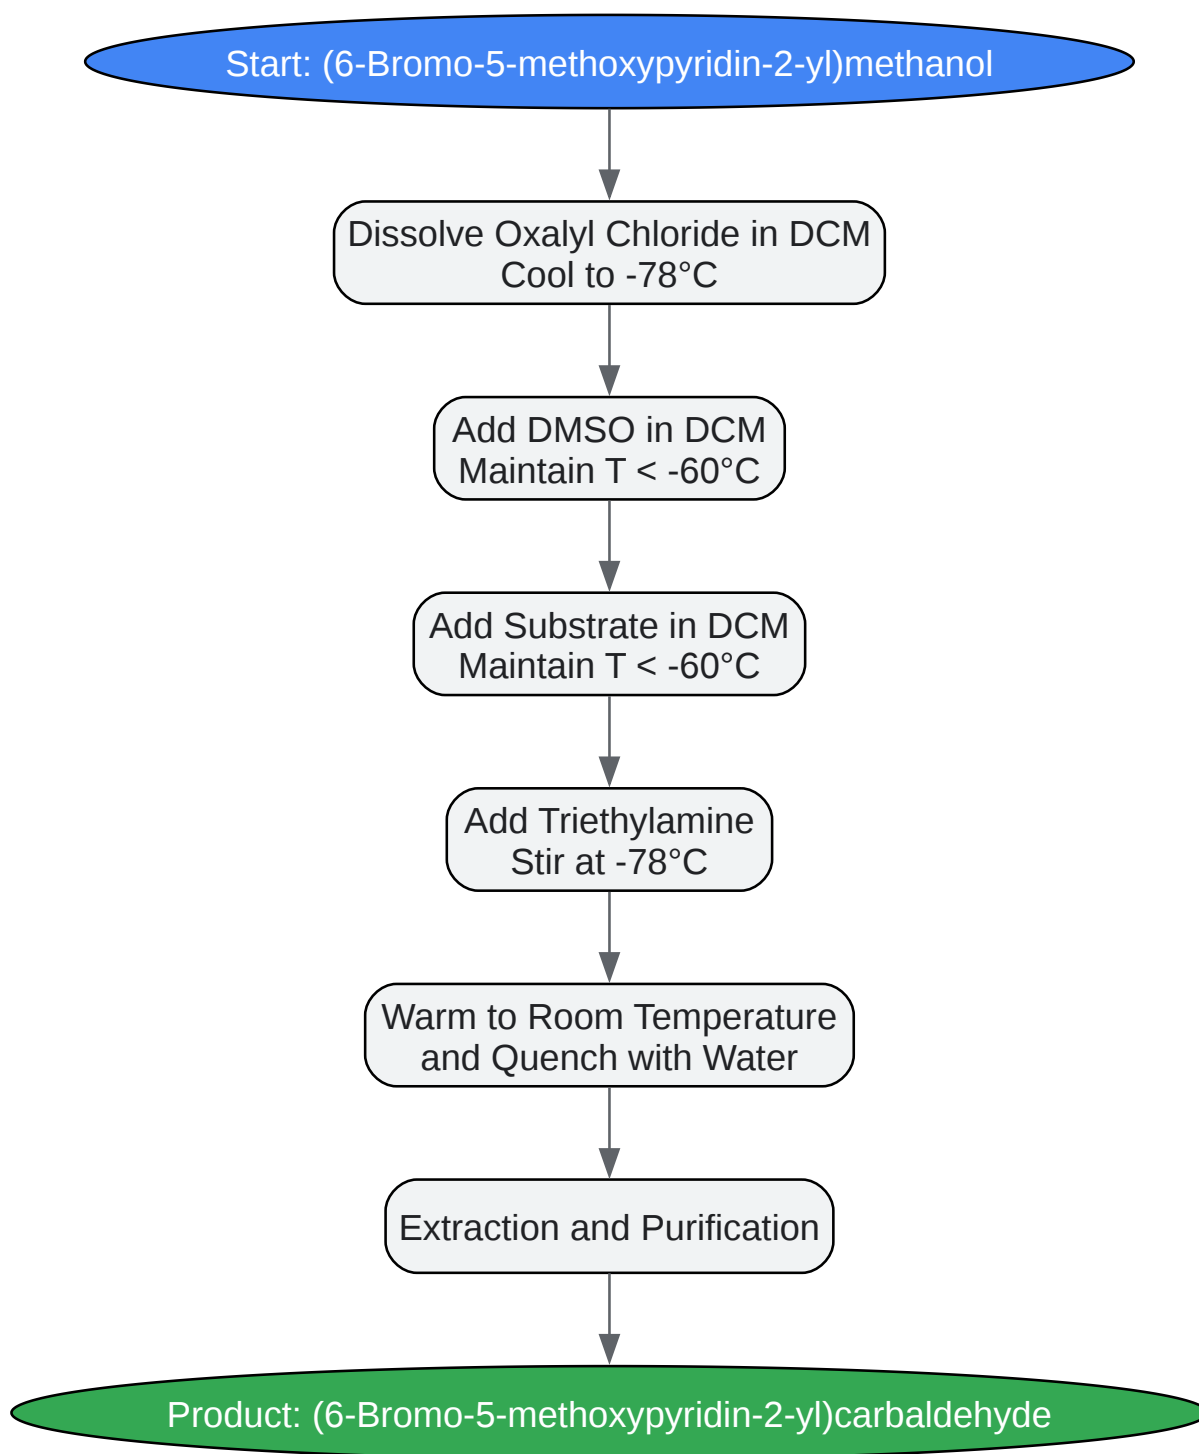 Start: (6-Bromo-5-methoxypyridin-2-yl)methanol
Dissolve Oxalyl Chloride in DCM
Cool to -78°C
Add DMSO in DCM
Maintain T < -60°C
Add Substrate in DCM
Maintain T < -60°C
Add Triethylamine
Stir at -78°C
Warm to Room Temperature
and Quench with Water
Extraction and Purification
Product: (6-Bromo-5-methoxypyridin-2-yl)carbaldehyde